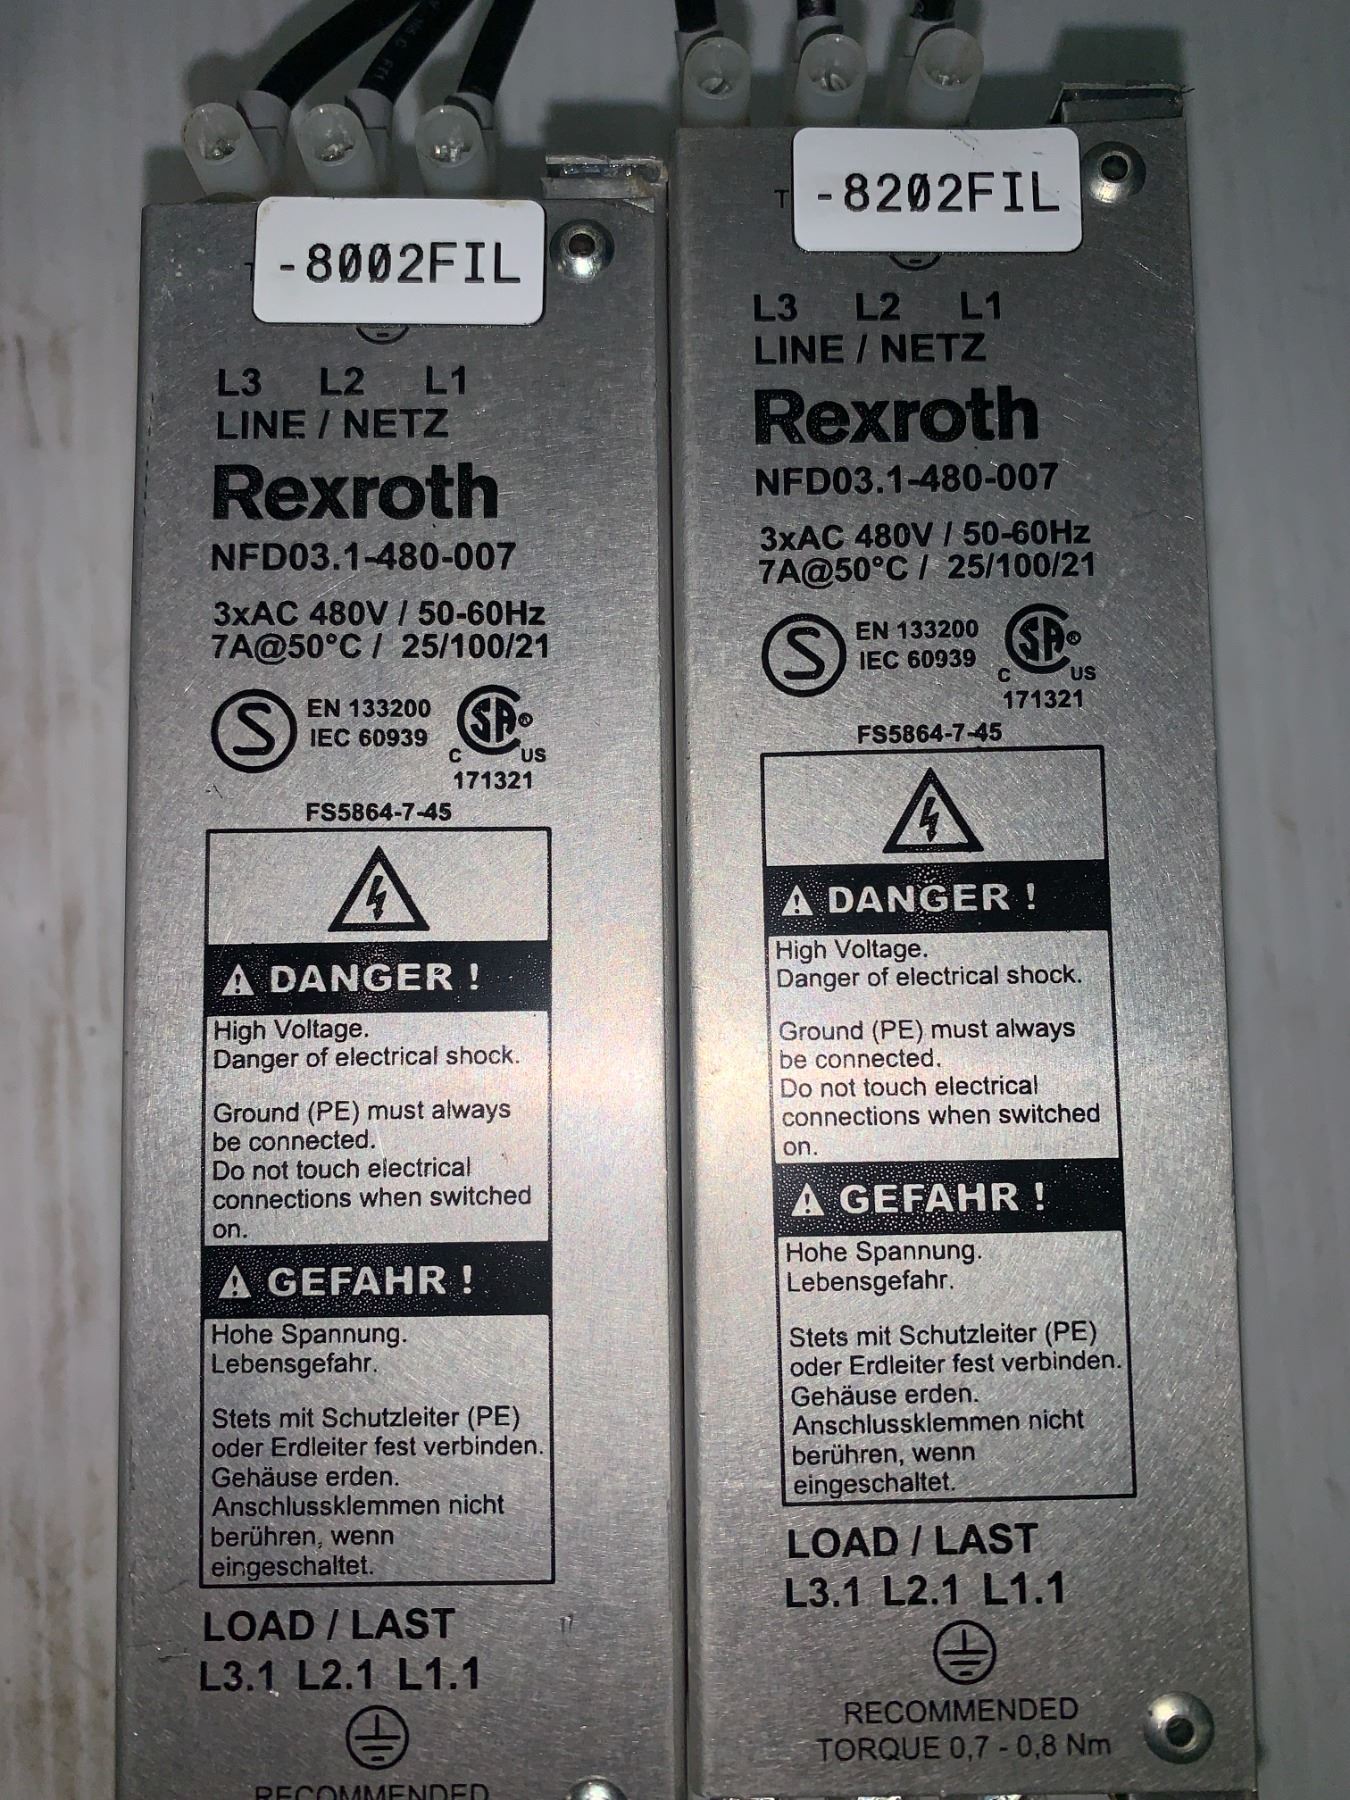 -8002FIL
L3 L2 L1
LINE / NETZ
Rexroth
NFD03.1-480-007
3xAC 480V / 50-60Hz
7A@50°C / 25/100/21
S
EN 133200
IEC 60939
C SA® US
171321
FS5864-7-45
DANGER !
High Voltage.
Danger of electrical shock.
Ground (PE) must always
be connected.
Do not touch electrical
connections when switched
on.
GEFAHR !
Hohe Spannung.
Lebensgefahr.
Stets mit Schutzleiter (PE)
oder Erdleiter fest verbinden.
Gehäuse erden.
Anschlussklemmen nicht
berühren, wenn
eingeschaltet.
LOAD / LAST
L3.1 L2.1 L1.1
RECOMMENDED
T
-8202FIL
L3 L2 L1
LINE / NETZ
Rexroth
NFD03.1-480-007
3xAC 480V / 50-60Hz
7A@50°C / 25/100/21
S
EN 133200
IEC 60939
C SA® US
171321
FS5864-7-45
DANGER !
High Voltage.
Danger of electrical shock.
Ground (PE) must always
be connected.
Do not touch electrical
connections when switched
on.
GEFAHR !
Hohe Spannung.
Lebensgefahr.
Stets mit Schutzleiter (PE)
oder Erdleiter fest verbinden.
Gehäuse erden.
Anschlussklemmen nicht
berühren, wenn
eingeschaltet.
LOAD / LAST
L3.1 L2.1 L1.1
RECOMMENDED
TORQUE 0,7 - 0,8 Nm